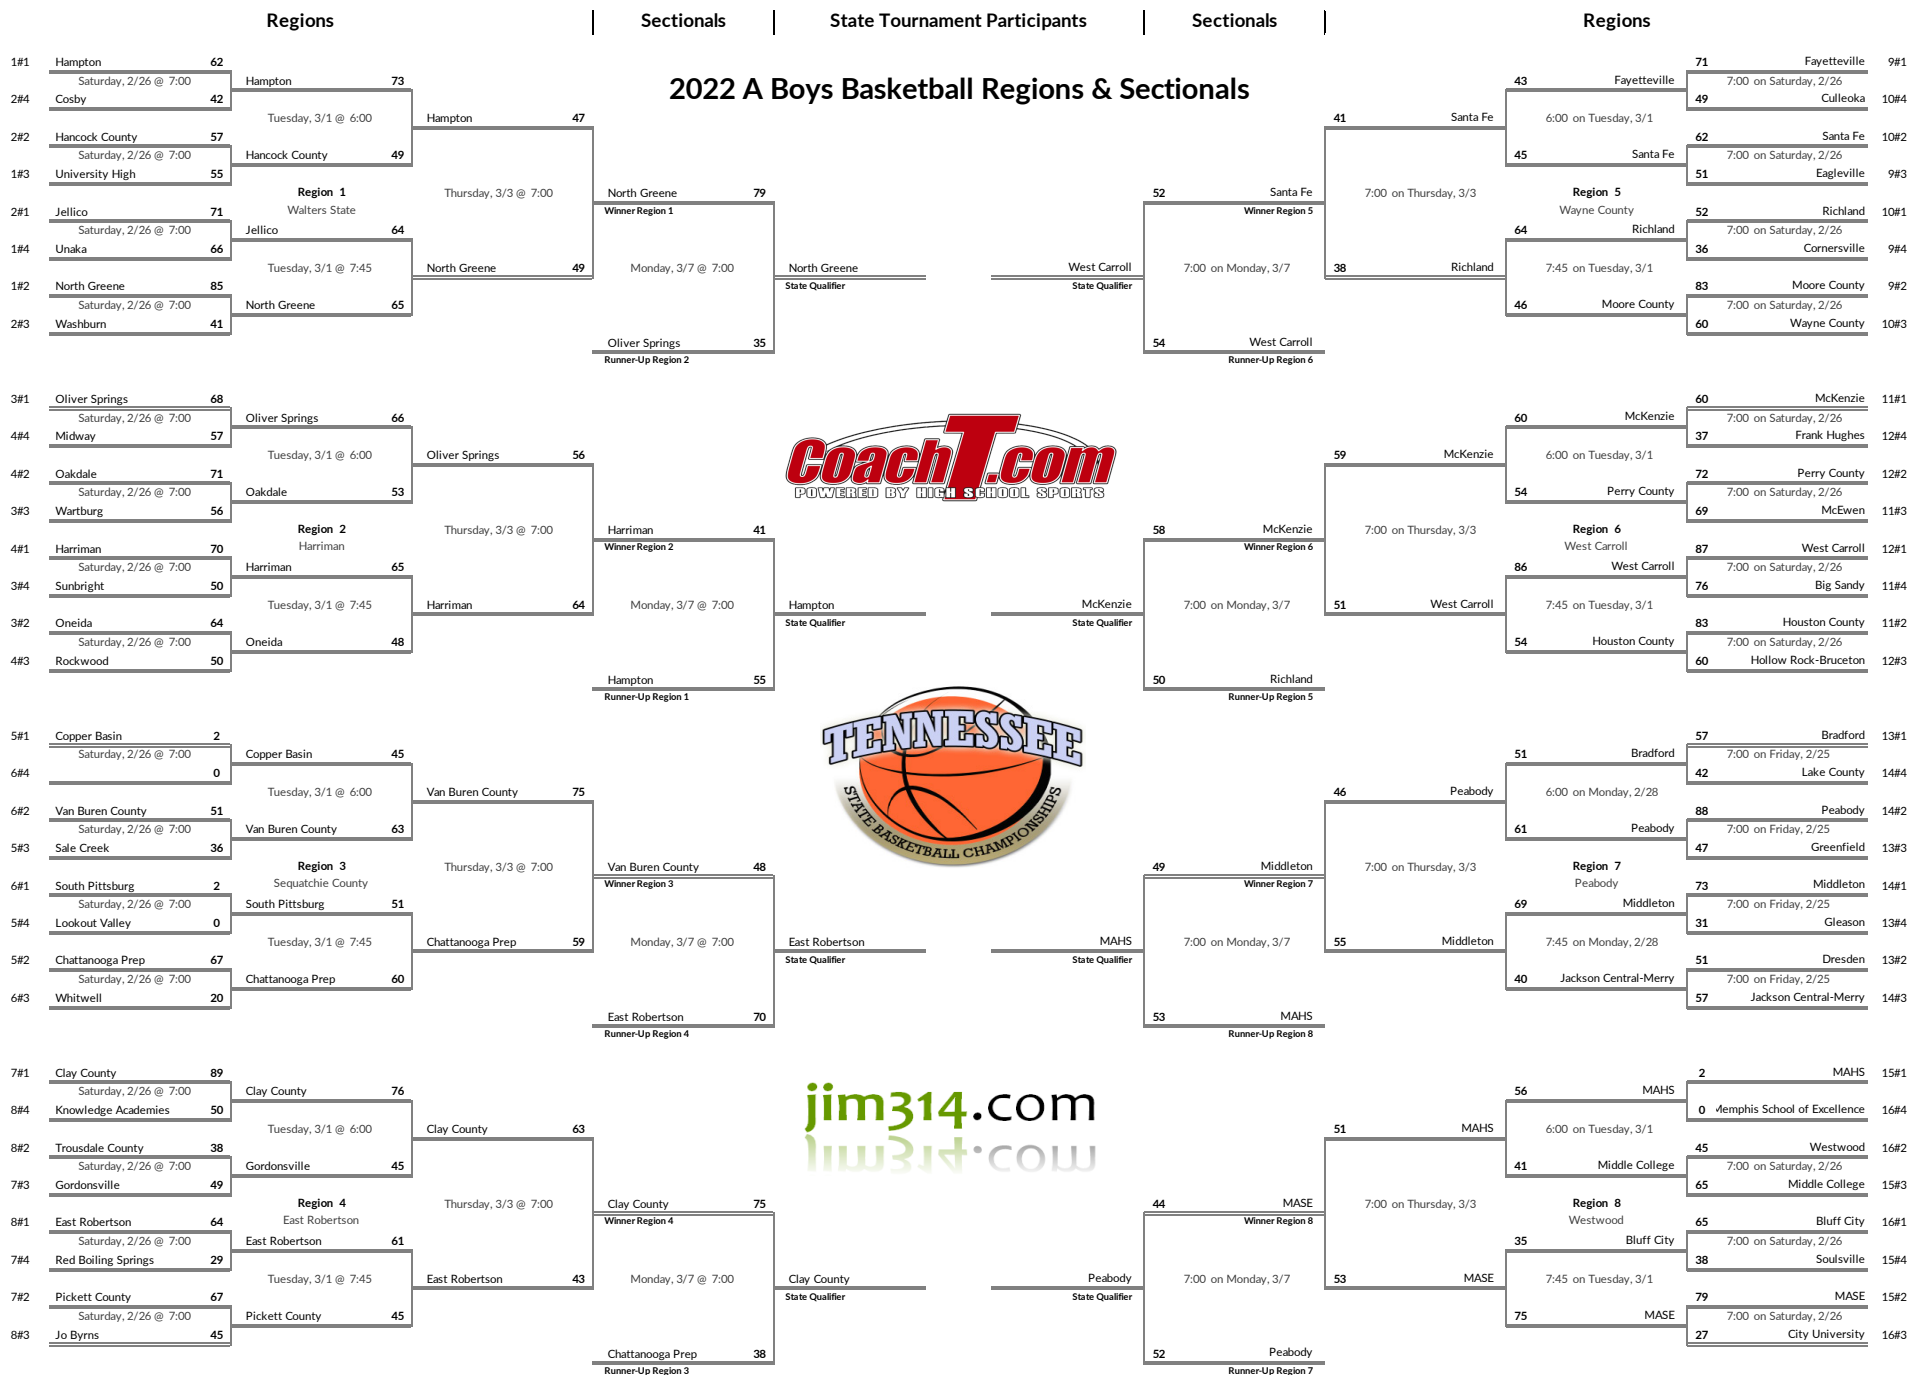 Regions Sectionals State Tournament Participants Sectionals Regions
2022 A Boys Basketball Regions & Sectionals
1#1 Hampton 62
Saturday, 2/26 @ 7:00
2#4 Cosby 42
Hampton 73
Tuesday, 3/1 @ 6:00
2#2 Hancock County 57
Saturday, 2/26 @ 7:00
1#3 University High 55
Hancock County 49
Hampton 47
Region 1
Walters State
Thursday, 3/3 @ 7:00
2#1 Jellico 71
Saturday, 2/26 @ 7:00
1#4 Unaka 66
Jellico 64
Tuesday, 3/1 @ 7:45
1#2 North Greene 85
Saturday, 2/26 @ 7:00
2#3 Washburn 41
North Greene 65
North Greene 49
North Greene 79
Winner Region 1
Monday, 3/7 @ 7:00
Oliver Springs 35
Runner-Up Region 2
North Greene
State Qualifier
3#1 Oliver Springs 68
Saturday, 2/26 @ 7:00
4#4 Midway 57
Oliver Springs 66
Tuesday, 3/1 @ 6:00
4#2 Oakdale 71
Saturday, 2/26 @ 7:00
3#3 Wartburg 56
Oakdale 53
Oliver Springs 56
Region 2
Harriman
Thursday, 3/3 @ 7:00
4#1 Harriman 70
Saturday, 2/26 @ 7:00
3#4 Sunbright 50
Harriman 65
Tuesday, 3/1 @ 7:45
3#2 Oneida 64
Saturday, 2/26 @ 7:00
4#3 Rockwood 50
Oneida 48
Harriman 64
Harriman 41
Winner Region 2
Monday, 3/7 @ 7:00
Hampton 55
Runner-Up Region 1
Hampton
State Qualifier
5#1 Copper Basin 2
Saturday, 2/26 @ 7:00
6#4 0
Copper Basin 45
Tuesday, 3/1 @ 6:00
6#2 Van Buren County 51
Saturday, 2/26 @ 7:00
5#3 Sale Creek 36
Van Buren County 63
Van Buren County 75
Region 3
Sequatchie County
Thursday, 3/3 @ 7:00
6#1 South Pittsburg 2
Saturday, 2/26 @ 7:00
5#4 Lookout Valley 0
South Pittsburg 51
Tuesday, 3/1 @ 7:45
5#2 Chattanooga Prep 67
Saturday, 2/26 @ 7:00
6#3 Whitwell 20
Chattanooga Prep 60
Chattanooga Prep 59
Van Buren County 48
Winner Region 3
Monday, 3/7 @ 7:00
East Robertson 70
Runner-Up Region 4
East Robertson
State Qualifier
7#1 Clay County 89
Saturday, 2/26 @ 7:00
8#4 Knowledge Academies 50
Clay County 76
Tuesday, 3/1 @ 6:00
8#2 Trousdale County 38
Saturday, 2/26 @ 7:00
7#3 Gordonsville 49
Gordonsville 45
Clay County 63
Region 4
East Robertson
Thursday, 3/3 @ 7:00
8#1 East Robertson 64
Saturday, 2/26 @ 7:00
7#4 Red Boiling Springs 29
East Robertson 61
Tuesday, 3/1 @ 7:45
7#2 Pickett County 67
Saturday, 2/26 @ 7:00
8#3 Jo Byrns 45
Pickett County 45
East Robertson 43
Clay County 75
Winner Region 4
Monday, 3/7 @ 7:00
Chattanooga Prep 38
Runner-Up Region 3
Clay County
State Qualifier
CoachT.com
POWERED BY HIGH SCHOOL SPORTS
TENNESSEE
STATE BASKETBALL CHAMPIONSHIPS
jim314.com
West Carroll
State Qualifier
52 Santa Fe
Winner Region 5
7:00 on Monday, 3/7
54 West Carroll
Runner-Up Region 6
41 Santa Fe
7:00 on Thursday, 3/3
38 Richland
43 Fayetteville
6:00 on Tuesday, 3/1
45 Santa Fe
Region 5
Wayne County
64 Richland
7:45 on Tuesday, 3/1
46 Moore County
71 Fayetteville 9#1
7:00 on Saturday, 2/26
49 Culleoka 10#4
62 Santa Fe 10#2
7:00 on Saturday, 2/26
51 Eagleville 9#3
52 Richland 10#1
7:00 on Saturday, 2/26
36 Cornersville 9#4
83 Moore County 9#2
7:00 on Saturday, 2/26
60 Wayne County 10#3
McKenzie
State Qualifier
58 McKenzie
Winner Region 6
7:00 on Monday, 3/7
50 Richland
Runner-Up Region 5
59 McKenzie
7:00 on Thursday, 3/3
51 West Carroll
60 McKenzie
6:00 on Tuesday, 3/1
54 Perry County
Region 6
West Carroll
86 West Carroll
7:45 on Tuesday, 3/1
54 Houston County
60 McKenzie 11#1
7:00 on Saturday, 2/26
37 Frank Hughes 12#4
72 Perry County 12#2
7:00 on Saturday, 2/26
69 McEwen 11#3
87 West Carroll 12#1
7:00 on Saturday, 2/26
76 Big Sandy 11#4
83 Houston County 11#2
7:00 on Saturday, 2/26
60 Hollow Rock-Bruceton 12#3
MAHS
State Qualifier
49 Middleton
Winner Region 7
7:00 on Monday, 3/7
53 MAHS
Runner-Up Region 8
46 Peabody
7:00 on Thursday, 3/3
55 Middleton
51 Bradford
6:00 on Monday, 2/28
61 Peabody
Region 7
Peabody
69 Middleton
7:45 on Monday, 2/28
40 Jackson Central-Merry
57 Bradford 13#1
7:00 on Friday, 2/25
42 Lake County 14#4
88 Peabody 14#2
7:00 on Friday, 2/25
47 Greenfield 13#3
73 Middleton 14#1
7:00 on Friday, 2/25
31 Gleason 13#4
51 Dresden 13#2
7:00 on Friday, 2/25
57 Jackson Central-Merry 14#3
Peabody
State Qualifier
44 MASE
Winner Region 8
7:00 on Monday, 3/7
52 Peabody
Runner-Up Region 7
51 MAHS
7:00 on Thursday, 3/3
53 MASE
56 MAHS
6:00 on Tuesday, 3/1
41 Middle College
Region 8
Westwood
35 Bluff City
7:45 on Tuesday, 3/1
75 MASE
2 MAHS 15#1
0 Memphis School of Excellence 16#4
45 Westwood 16#2
7:00 on Saturday, 2/26
65 Middle College 15#3
65 Bluff City 16#1
7:00 on Saturday, 2/26
38 Soulsville 15#4
79 MASE 15#2
7:00 on Saturday, 2/26
27 City University 16#3